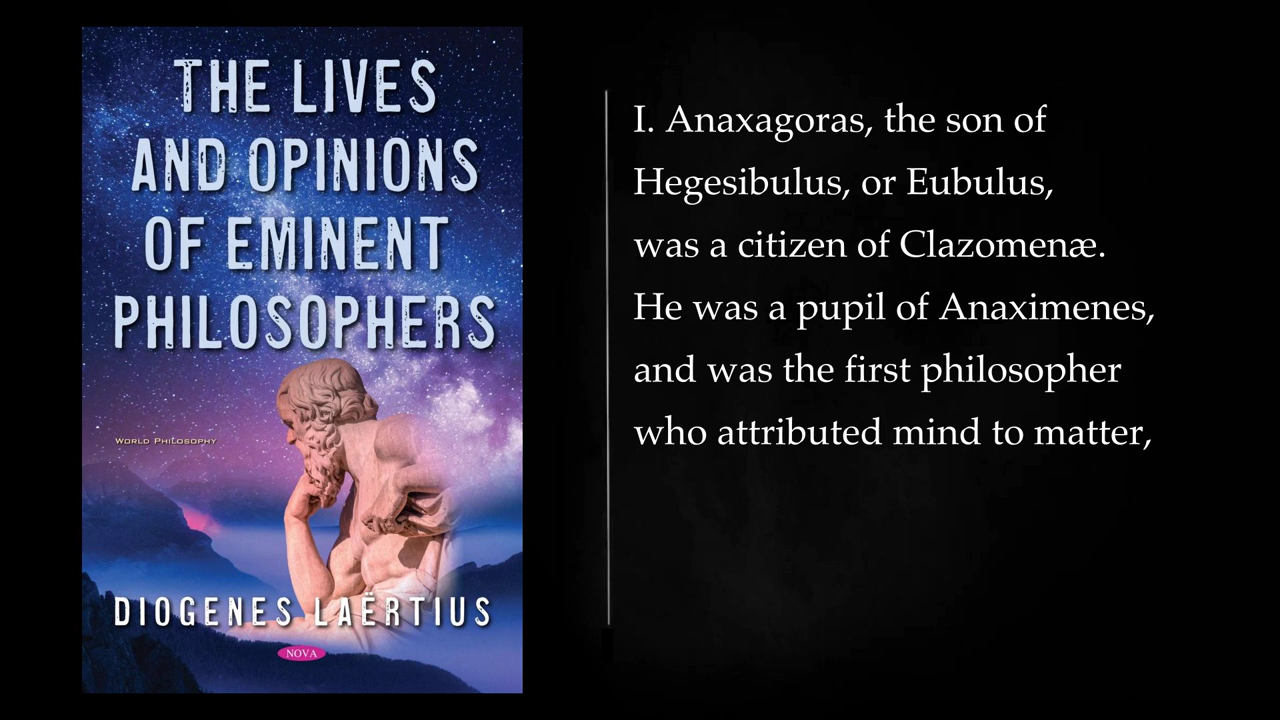 THE LIVES
AND OPINIONS
OF EMINENT
PHILOSOPHERS
WORLD PHILOSOPHY
DIOGENES LAËRTIUS
NOVA
I. Anaxagoras, the son of
Hegesibulus, or Eubulus,
was a citizen of Clazomenæ.
He was a pupil of Anaximenes,
and was the first philosopher
who attributed mind to matter,